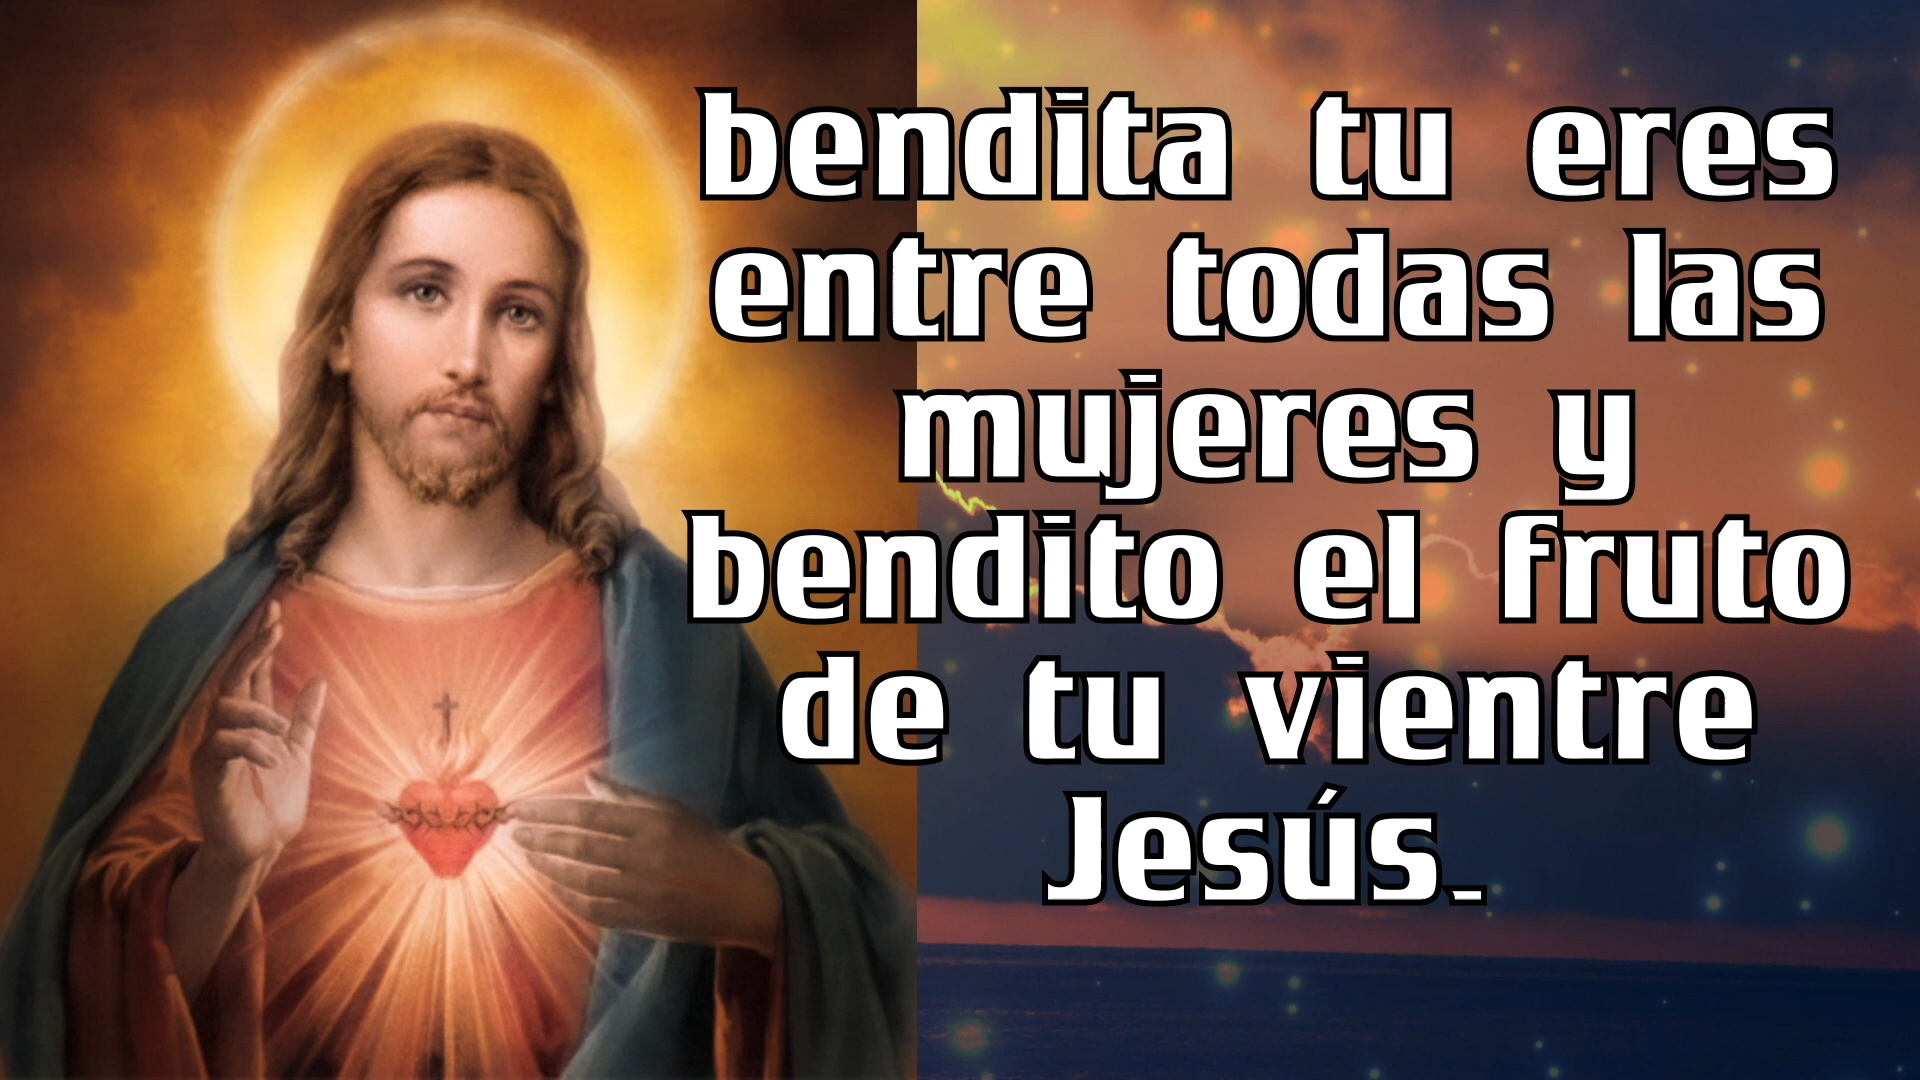 bendita tu eres
entre todas las
mujeres y
bendito el fruto
de tu vientre
Jesús.